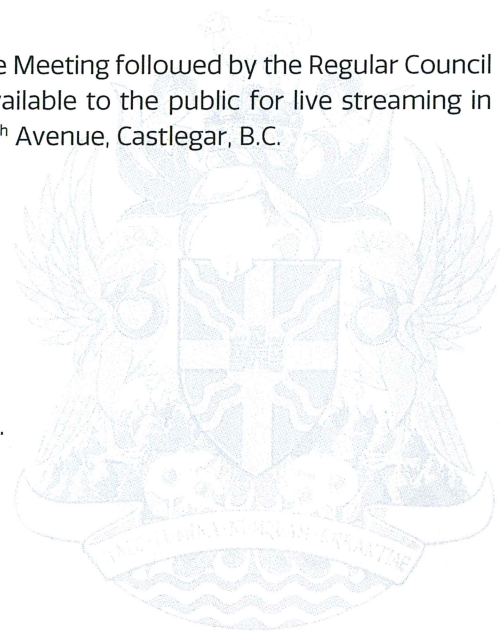 e Meeting followed by the Regular Council
ailable to the public for live streaming in
h Avenue, Castlegar, B.C.
.